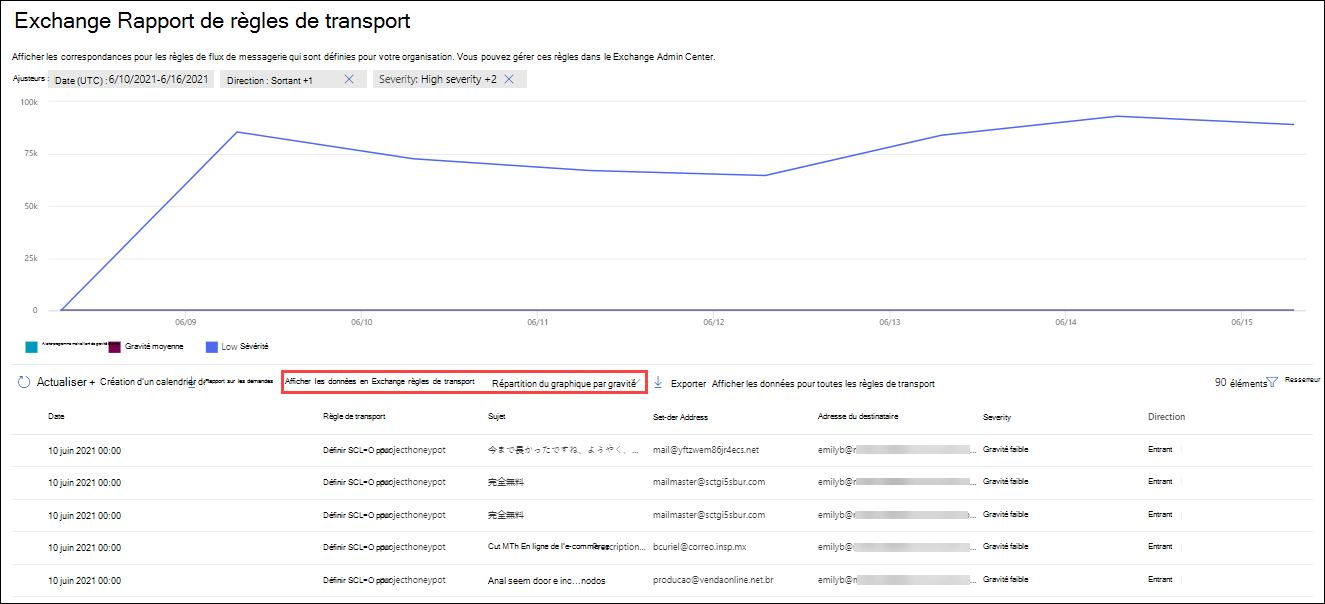 Exchange Rapport de règles de transport
Afficher les correspondances pour les règles de flux de messagerie qui sont définies pour votre organisation. Vous pouvez gérer ces règles dans le Exchange Admin Center.
Ajusteurs : Date (UTC) : 6/10/2021-6/16/2021 Direction : Sortant +1 Severity: High severity +2
100k
75k
50k
25k
0
06/09 06/10 06/11 06/12 06/13 06/14 06/15
Gravité moyenne Low Sévérité
Actualiser + Création d'un calendrier de Rapport sur les demandes Afficher les données en Exchange règles de transport Répartition du graphique par gravité Exporter Afficher les données pour toutes les règles de transport 90 éléments Resserreur
Date Règle de transport Sujet Set-der Address Adresse du destinataire Severity Direction
10 juin 2021 00:00 Définir SCL=O pour projecthoneypot 今まで長かったですね、ようやく、... mail@yftzwem86jr4ecs.net emilyb@ ... Gravité faible Entrant
10 juin 2021 00:00 Définir SCL=O pour projecthoneypot 完全無料 mailmaster@sctgi5sbur.com emilyb@ ... Gravité faible Entrant
10 juin 2021 00:00 Définir SCL=O pour projecthoneypot 完全無料 mailmaster@sctgi5sbur.com emilyb@ ... Gravité faible Entrant
10 juin 2021 00:00 Définir SCL=O pour projecthoneypot Cut MTh En ligne de l'e-commerce Prescription... bcuriel@correo.insp.mx emilyb@ ... Gravité faible Entrant
10 juin 2021 00:00 Définir SCL=O pour projecthoneypot Anal seem door e inc...nodos producao@vendaonline.net.br emilyb@ ... Gravité faible Entrant